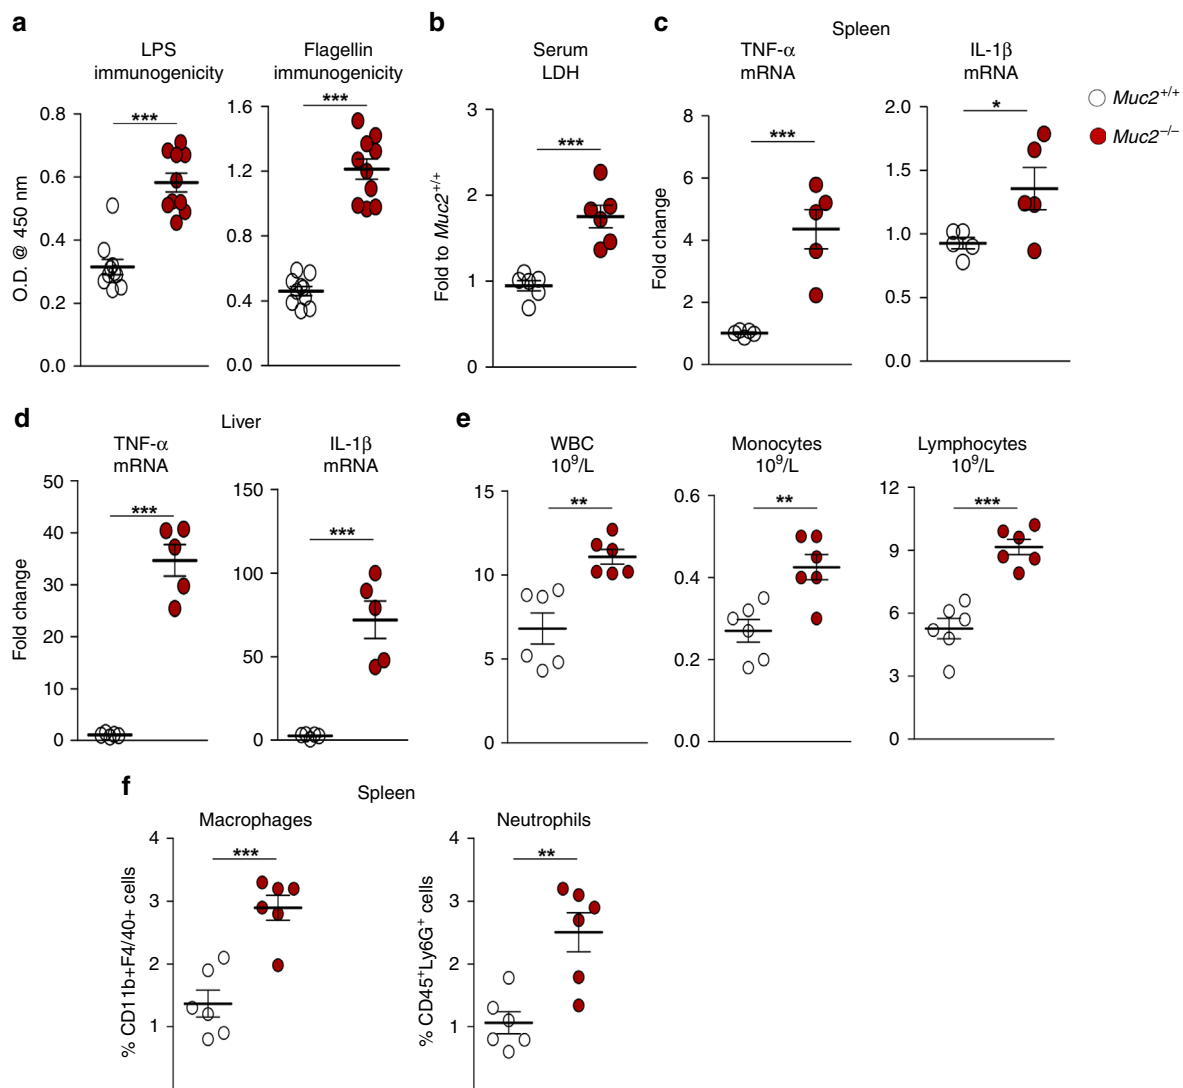 a
LPS
immunogenicity
Flagellin
immunogenicity
O.D. @ 450 nm
0.8
0.6
0.4
0.2
0.0
***
1.6
1.2
0.8
0.4
0.0
***
b
Serum
LDH
Fold to Muc2+/+
3
2
1
0
***
c
Spleen
TNF-α
mRNA
IL-1β
mRNA
Fold change
8
6
4
2
0
***
2.0
1.5
1.0
0.5
0.0
*
Muc2+/+
Muc2−/−
d
Liver
TNF-α
mRNA
IL-1β
mRNA
Fold change
50
40
30
20
10
0
***
150
100
50
0
***
e
WBC
10⁹/L
Monocytes
10⁹/L
Lymphocytes
10⁹/L
15
10
5
0
**
0.6
0.4
0.2
0.0
**
12
9
6
3
0
***
f
Spleen
Macrophages
Neutrophils
% CD11b+F4/40+ cells
4
3
2
1
***
% CD45+Ly6G+ cells
4
3
2
1
**